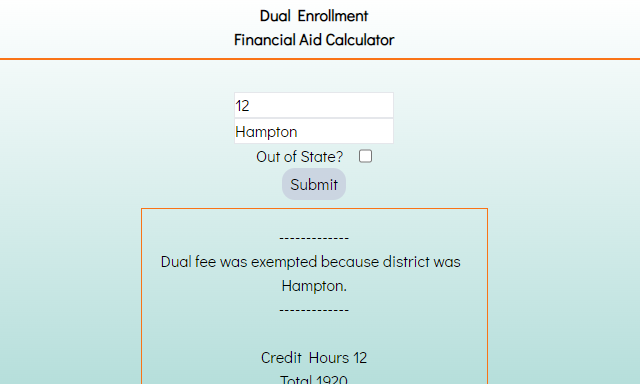 Dual Enrollment
Financial Aid Calculator
12
Hampton
Out of State?
Submit
-------------
Dual fee was exempted because district was
Hampton.
-------------
Credit Hours 12
Total 1920